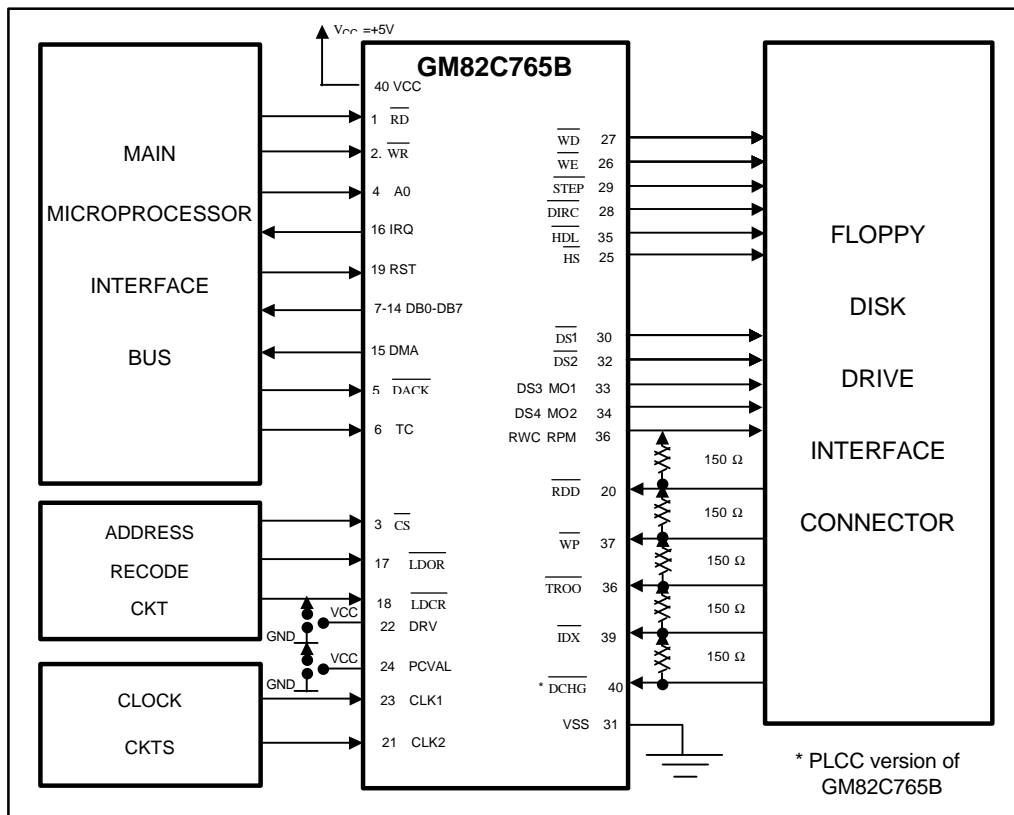 V_CC =+5V
GM82C765B
40 VCC
MAIN
MICROPROCESSOR
INTERFACE
BUS
1 RD
2. WR
4 A0
16 IRQ
19 RST
7-14 DB0-DB7
15 DMA
5 DACK
6 TC
ADDRESS
RECODE
CKT
3 CS
17 LDOR
18 LDCR
VCC
GND
22 DRV
VCC
GND
24 PCVAL
CLOCK
CKTS
23 CLK1
21 CLK2
WD 27
WE 26
STEP 29
DIRC 28
HDL 35
HS 25
DS1 30
DS2 32
DS3 MO1 33
DS4 MO2 34
RWC RPM 36
150 Ω
RDD 20
150 Ω
WP 37
150 Ω
TROO 36
150 Ω
IDX 39
150 Ω
* DCHG 40
VSS 31
FLOPPY
DISK
DRIVE
INTERFACE
CONNECTOR
* PLCC version of
GM82C765B